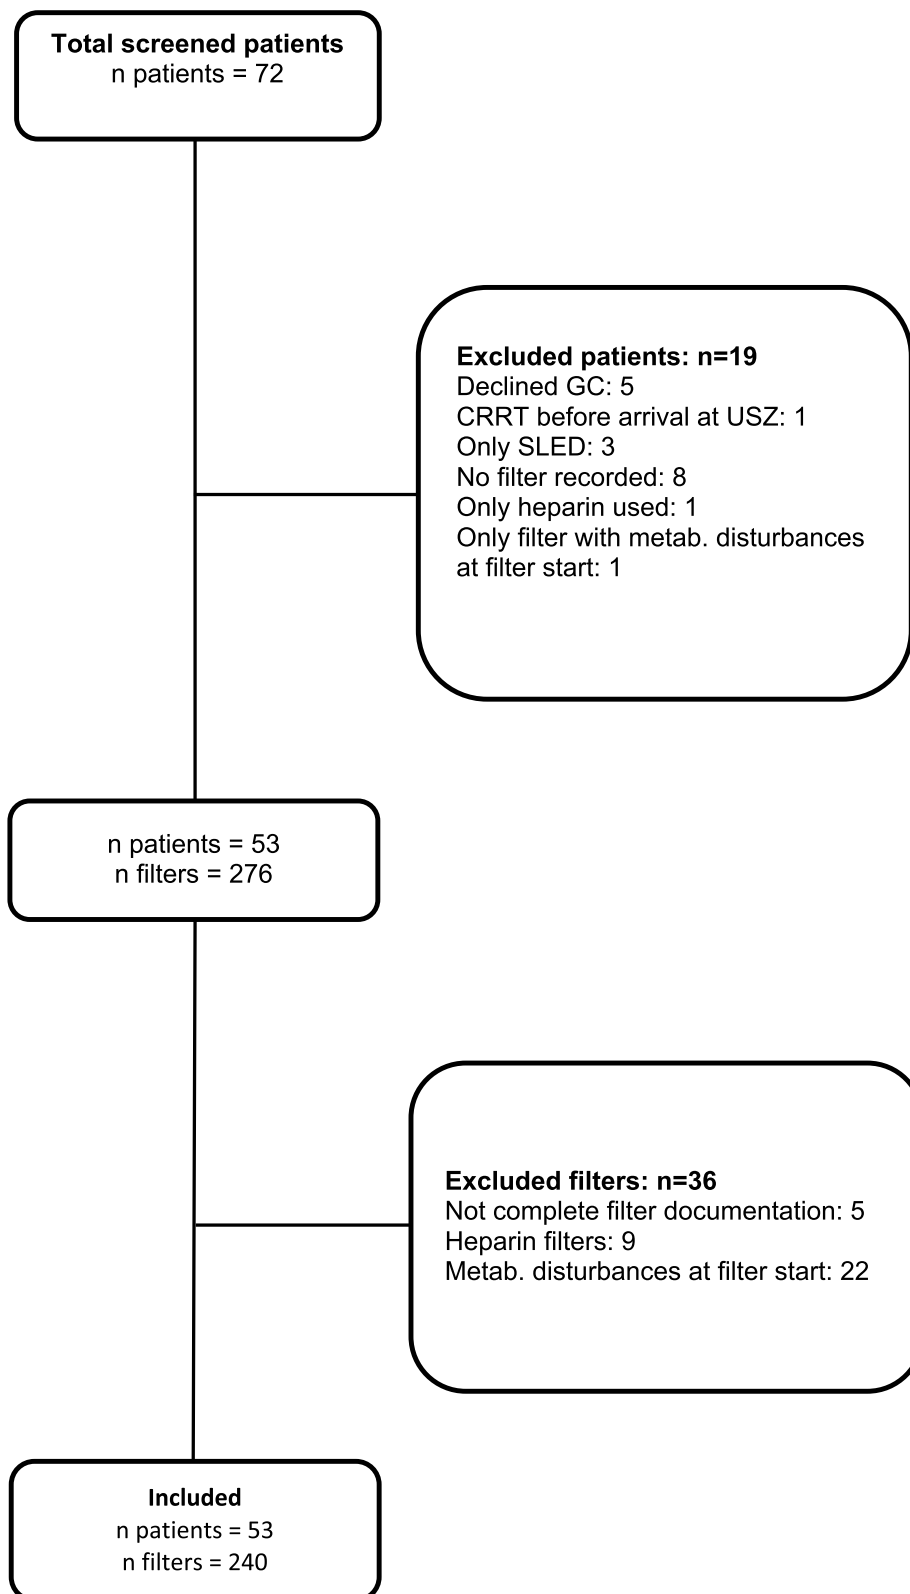 Total screened patients
n patients = 72
Excluded patients: n=19
Declined GC: 5
CRRT before arrival at USZ: 1
Only SLED: 3
No filter recorded: 8
Only heparin used: 1
Only filter with metab. disturbances
at filter start: 1
n patients = 53
n filters = 276
Excluded filters: n=36
Not complete filter documentation: 5
Heparin filters: 9
Metab. disturbances at filter start: 22
Included
n patients = 53
n filters = 240